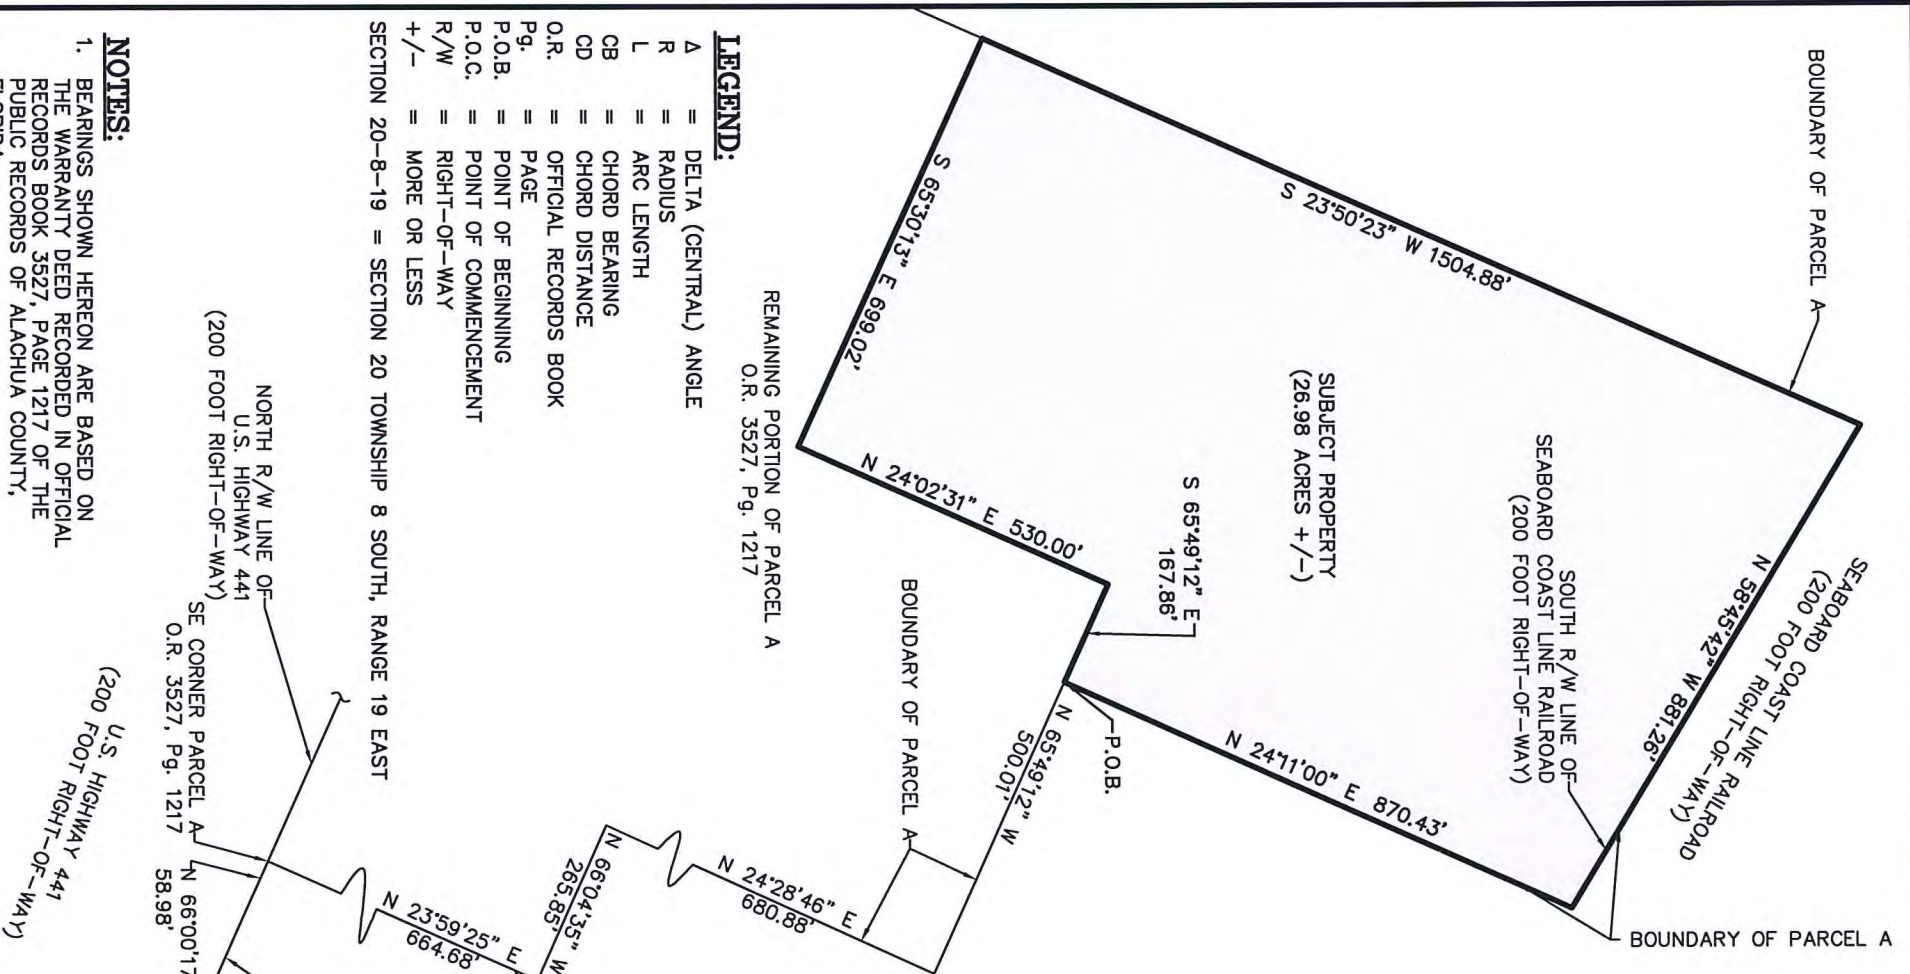 BOUNDARY OF PARCEL A
SEABOARD COAST LINE RAILROAD
(200 FOOT RIGHT-OF-WAY)
N 58°45'42" W 881.26'
SOUTH R/W LINE OF
SEABOARD COAST LINE RAILROAD
(200 FOOT RIGHT-OF-WAY)
BOUNDARY OF PARCEL A
S 23°50'23" W 1504.88'
SUBJECT PROPERTY
(26.98 ACRES +/-)
N 24°11'00" E 870.43'
S 65°49'12" E
167.86'
P.O.B.
N 65°49'12" W
500.01'
S 65°30'13" E 699.02'
N 24°02'31" E 530.00'
BOUNDARY OF PARCEL A
REMAINING PORTION OF PARCEL A
O.R. 3527, Pg. 1217
N 24°28'46" E
680.88'
N 66°04'35" W
265.85'
N 23°59'25" E
664.68'
LEGEND:
Δ = DELTA (CENTRAL) ANGLE
R = RADIUS
L = ARC LENGTH
CB = CHORD BEARING
CD = CHORD DISTANCE
O.R. = OFFICIAL RECORDS BOOK
Pg. = PAGE
P.O.B. = POINT OF BEGINNING
P.O.C. = POINT OF COMMENCEMENT
R/W = RIGHT-OF-WAY
+/- = MORE OR LESS
SECTION 20-8-19 = SECTION 20 TOWNSHIP 8 SOUTH, RANGE 19 EAST
NORTH R/W LINE OF
U.S. HIGHWAY 441
(200 FOOT RIGHT-OF-WAY)
SE CORNER PARCEL A
O.R. 3527, Pg. 1217
N 66°00'17
58.98'
U.S. HIGHWAY 441
(200 FOOT RIGHT-OF-WAY)
NOTES:
1. BEARINGS SHOWN HEREON ARE BASED ON
THE WARRANTY DEED RECORDED IN OFFICIAL
RECORDS BOOK 3527, PAGE 1217 OF THE
PUBLIC RECORDS OF ALACHUA COUNTY,